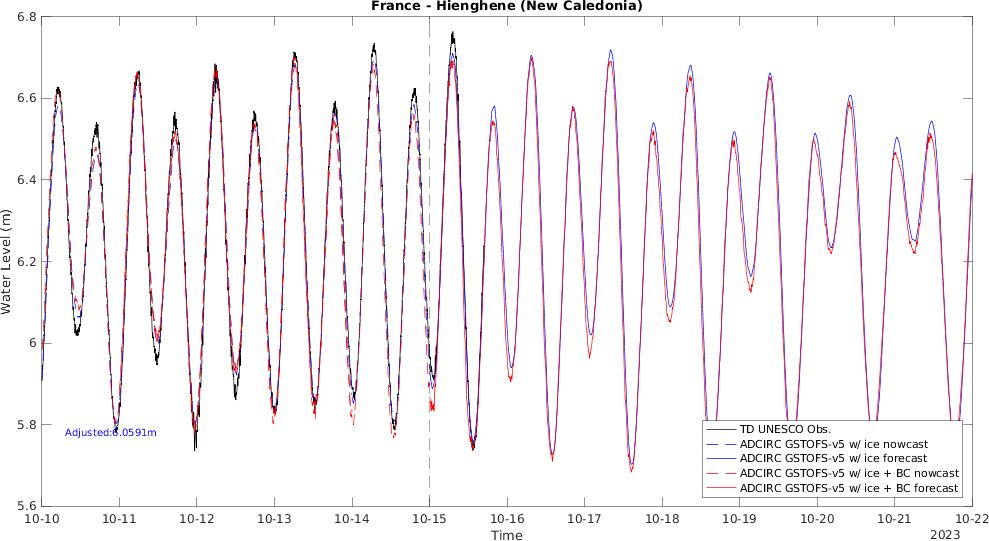 France - Hienghene (New Caledonia)
6.8
6.6
6.4
6.2
6
5.8
5.6
Water Level (m)
Adjusted:6.0591m
TD UNESCO Obs.
ADCIRC GSTOFS-v5 w/ ice nowcast
ADCIRC GSTOFS-v5 w/ ice forecast
ADCIRC GSTOFS-v5 w/ ice + BC nowcast
ADCIRC GSTOFS-v5 w/ ice + BC forecast
10-10 10-11 10-12 10-13 10-14 10-15 10-16 10-17 10-18 10-19 10-20 10-21 10-22
Time
2023